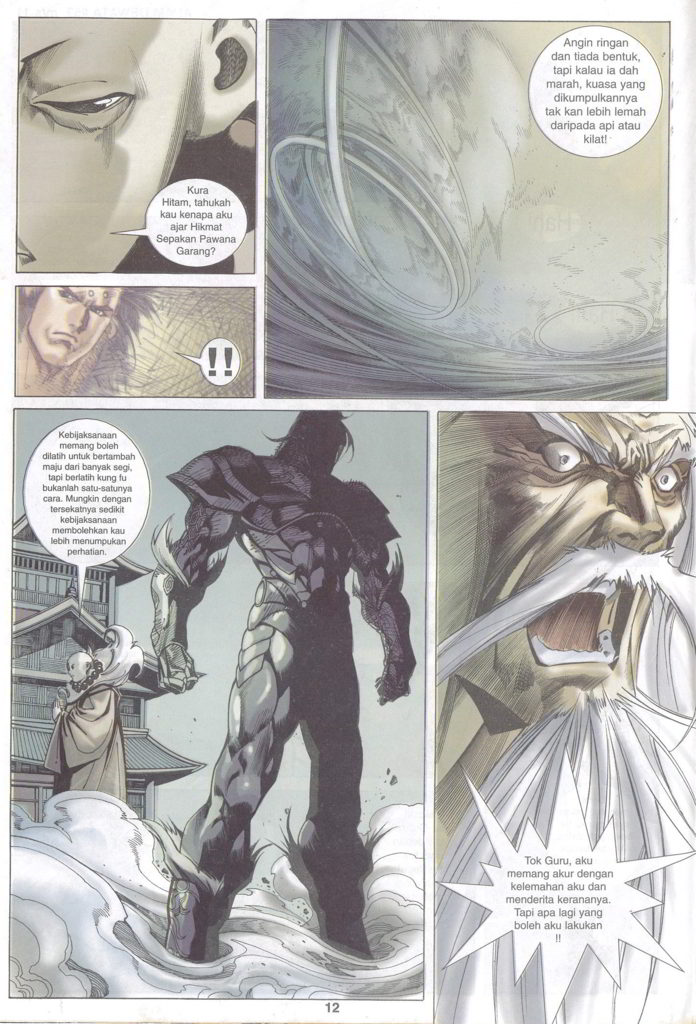 Kura
Hitam, tahukah
kau kenapa aku
ajar Hikmat
Sepakan Pawana
Garang?
Angin ringan
dan tiada bentuk,
tapi kalau ia dah
marah, kuasa yang
dikumpulkannya
tak kan lebih lemah
daripada api atau
kilat!
!!
Kebijaksanaan
memang boleh
dilatih untuk bertambah
maju dari banyak segi,
tapi berlatih kung fu
bukanlah satu-satunya
cara. Mungkin dengan
tersekatnya sedikit
kebijaksanaan
membolehkan kau
lebih menumpukan
perhatian.
Tok Guru, aku
memang akur dengan
kelemahan aku dan
menderita kerananya.
Tapi apa lagi yang
boleh aku lakukan
!!
12